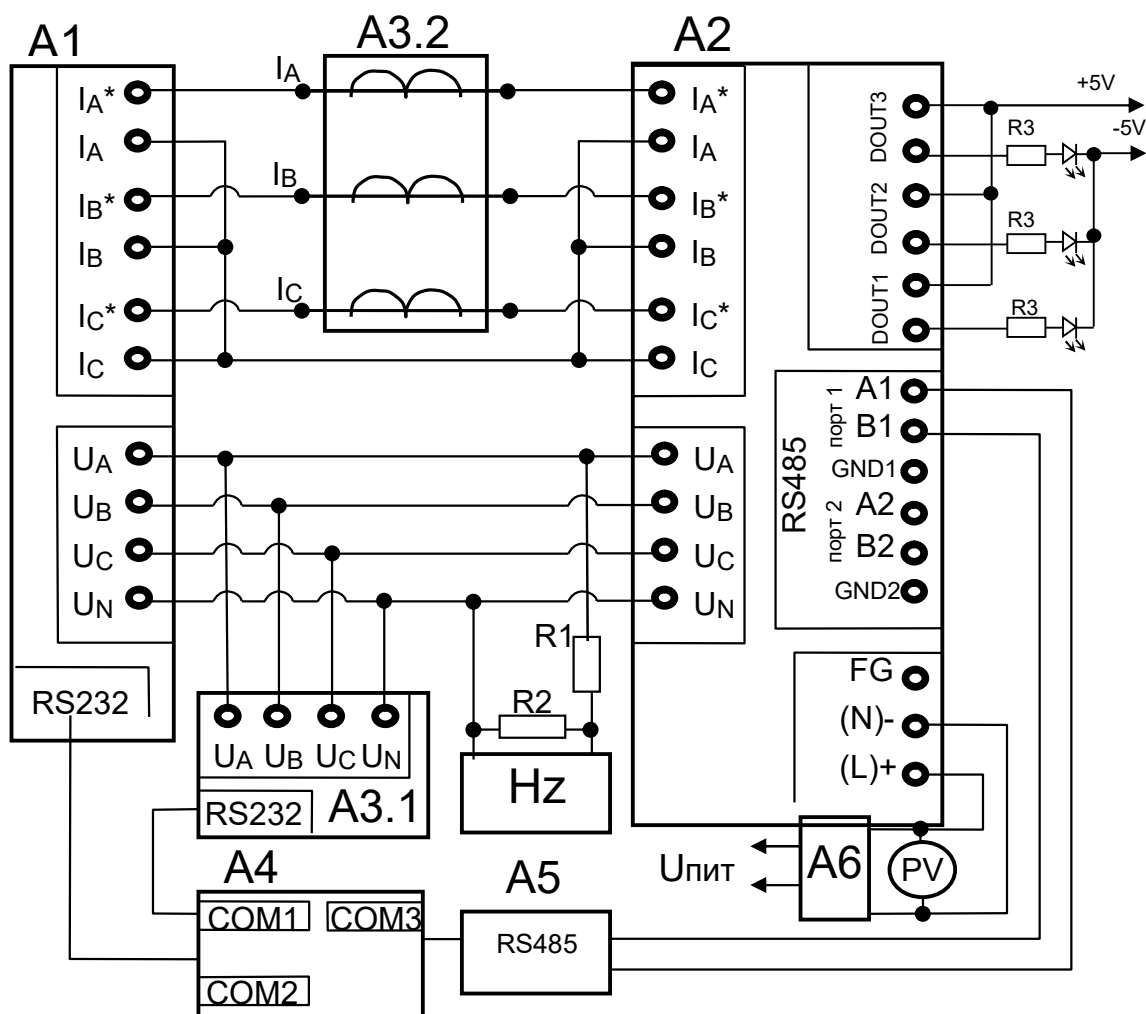 A1
A3.2
A2
IA*
IA
IB*
IB
IC*
IC
UA
UB
UC
UN
RS232
IA
IB
IC
IA*
IA
IB*
IB
IC*
IC
UA
UB
UC
UN
DOUT3
DOUT2
DOUT1
+5V
-5V
R3
R3
R3
RS485
порт 1
порт 2
A1
B1
GND1
A2
B2
GND2
FG
(N)-
(L)+
R1
R2
Hz
UA UB UC UN
RS232
A3.1
A4
COM1
COM3
COM2
A5
RS485
Uпит
A6
PV